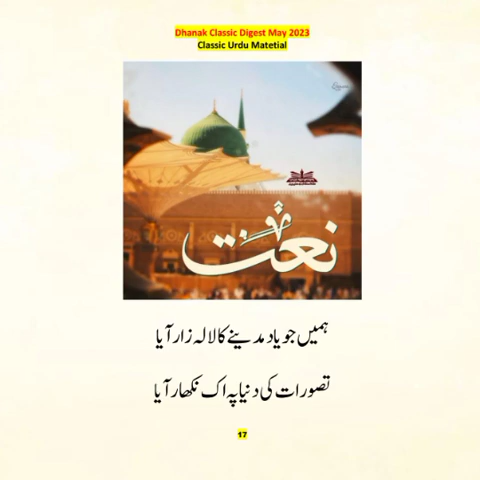 Dhanak Classic Digest May 2023
Classic Urdu Matetial
نعت
ہمیں جو یاد مدینے کا لالہ زار آیا
تصورات کی دنیا پہ اک نکھار آیا
17